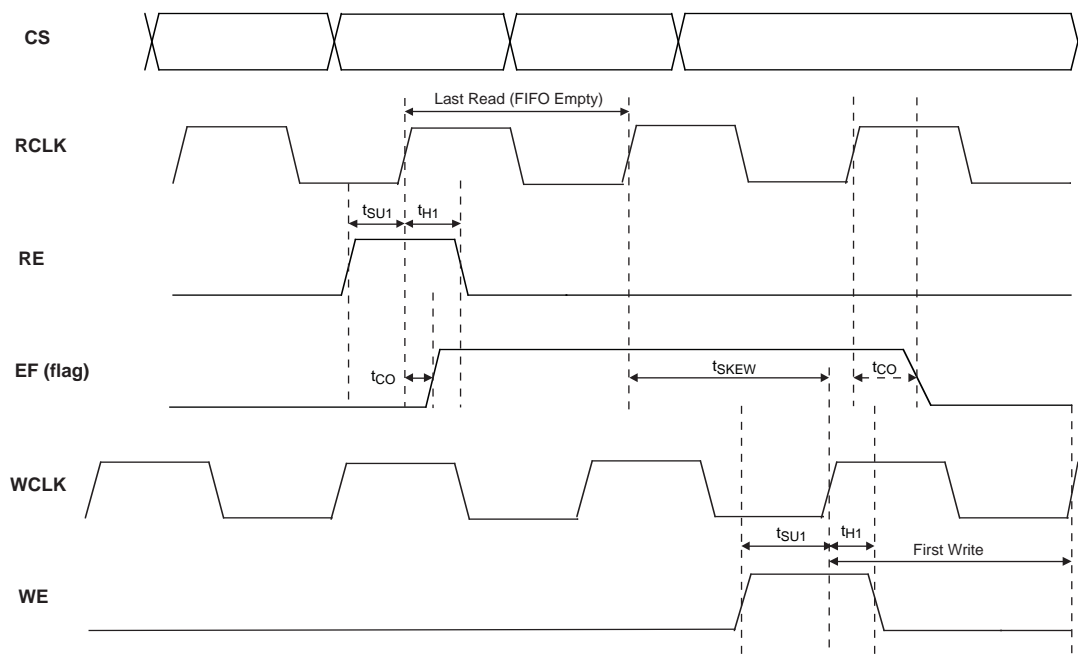 CS
Last Read (FIFO Empty)
RCLK
tSU1 tH1
RE
EF (flag)
tCO tSKEW tCO
WCLK
tSU1 tH1
First Write
WE